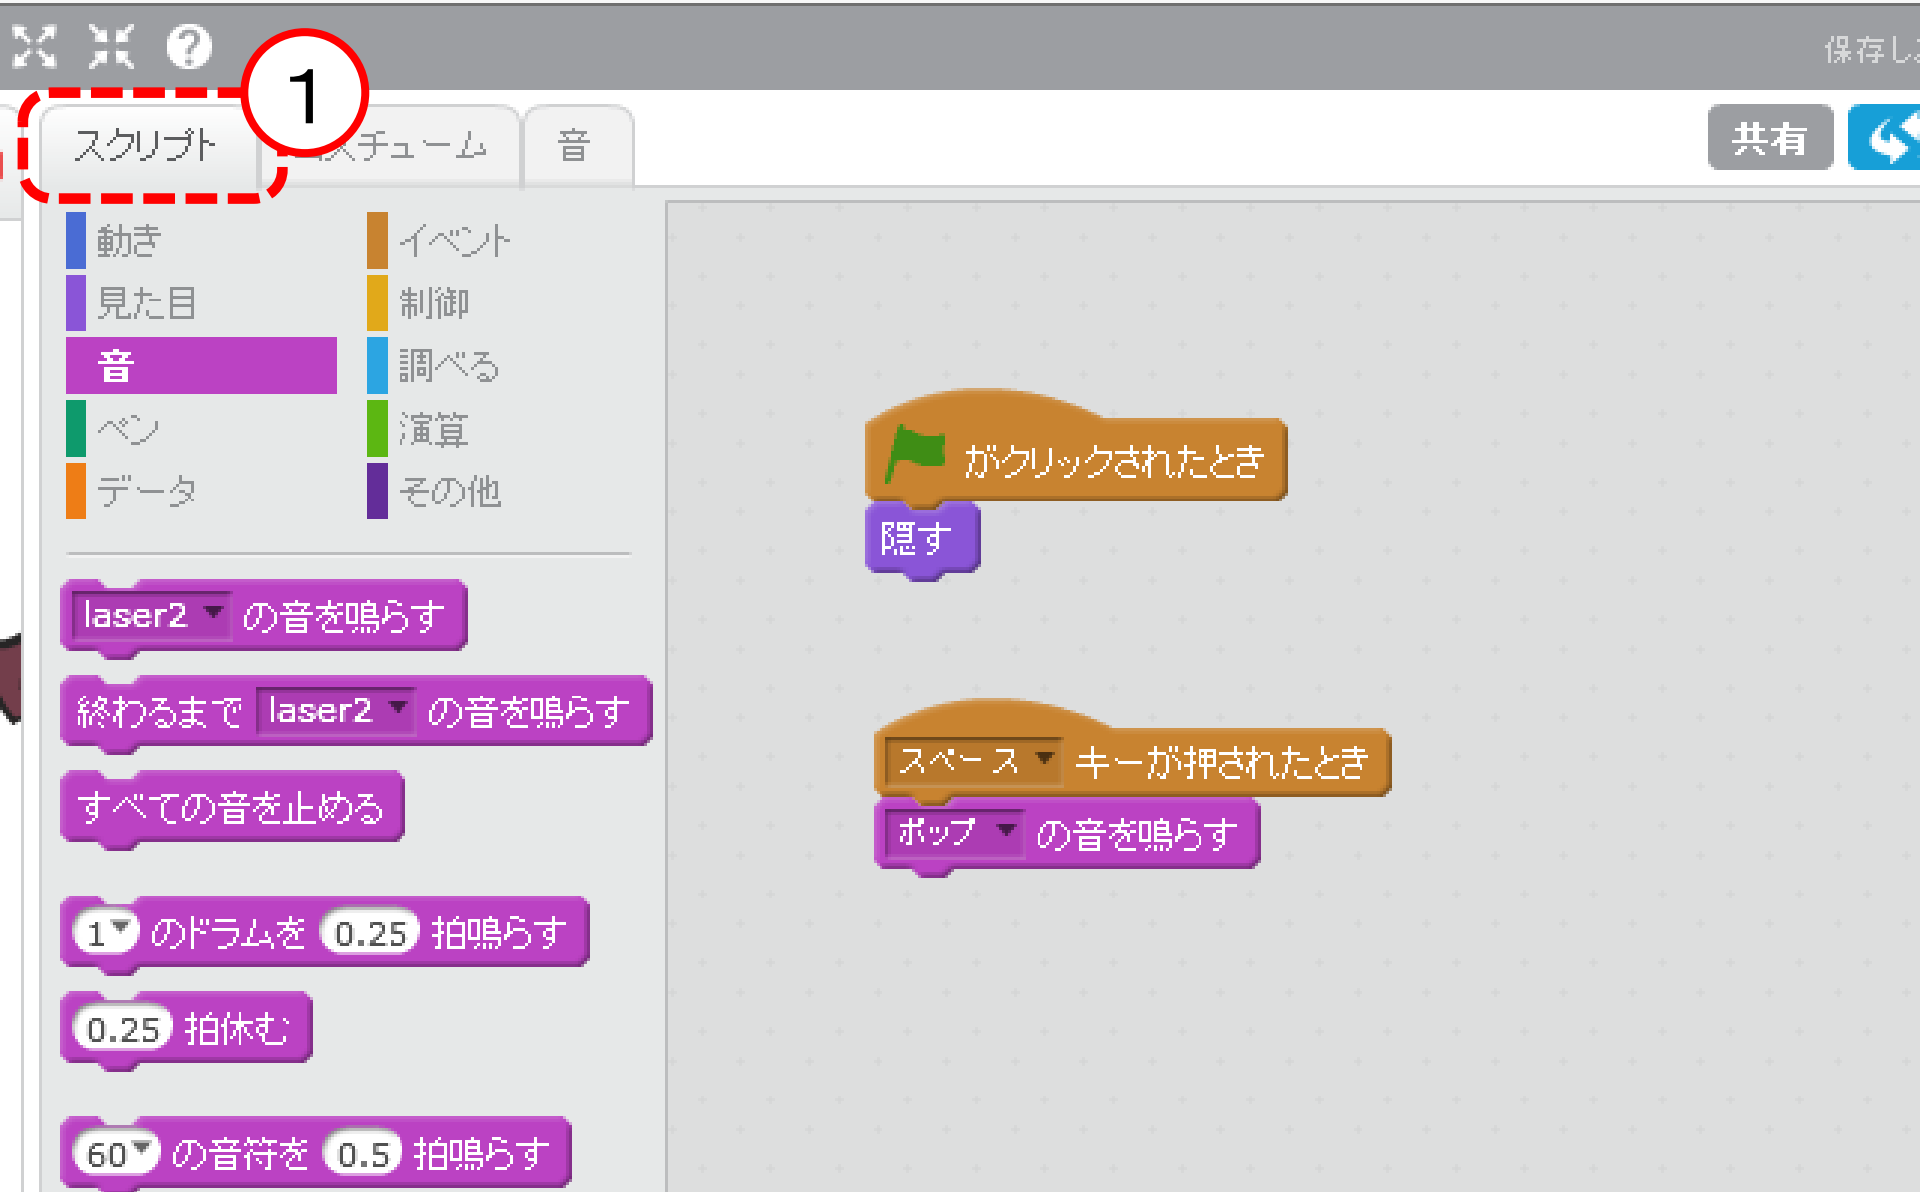 保存し
1
スクリプト
スチューム
音
共有
動き
イベント
見た目
制御
音
調べる
ペン
演算
データ
その他
がクリックされたとき
隠す
laser2 の音を鳴らす
終わるまで laser2 の音を鳴らす
スペース キーが押されたとき
すべての音を止める
ポップ の音を鳴らす
1 のドラムを 0.25 拍鳴らす
0.25 拍休む
60 の音符を 0.5 拍鳴らす